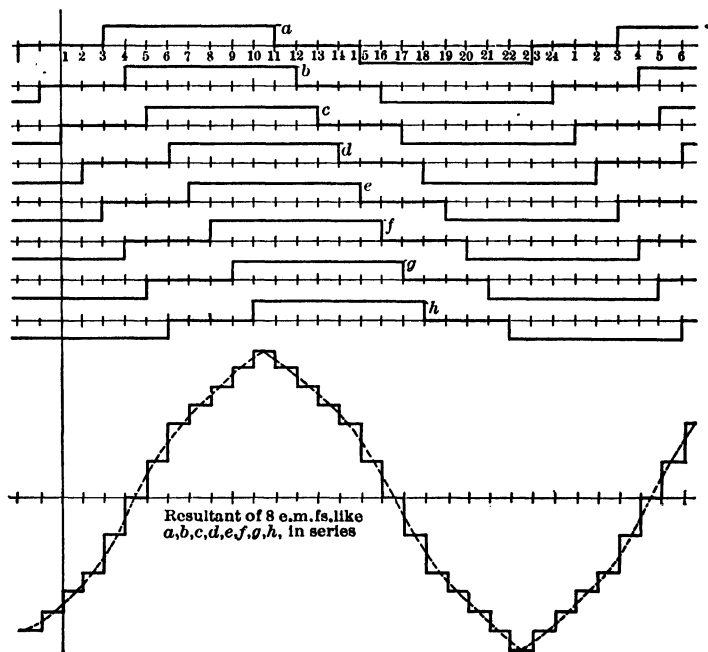 a
1 2 3 4 5 6 7 8 9 10 11 12 13 14 15 16 17 18 19 20 21 22 23 24 1 2 3 4 5 6
b
c
d
e
f
g
h
Resultant of 8 e.m.fs.like
a,b,c,d,e,f,g,h, in series